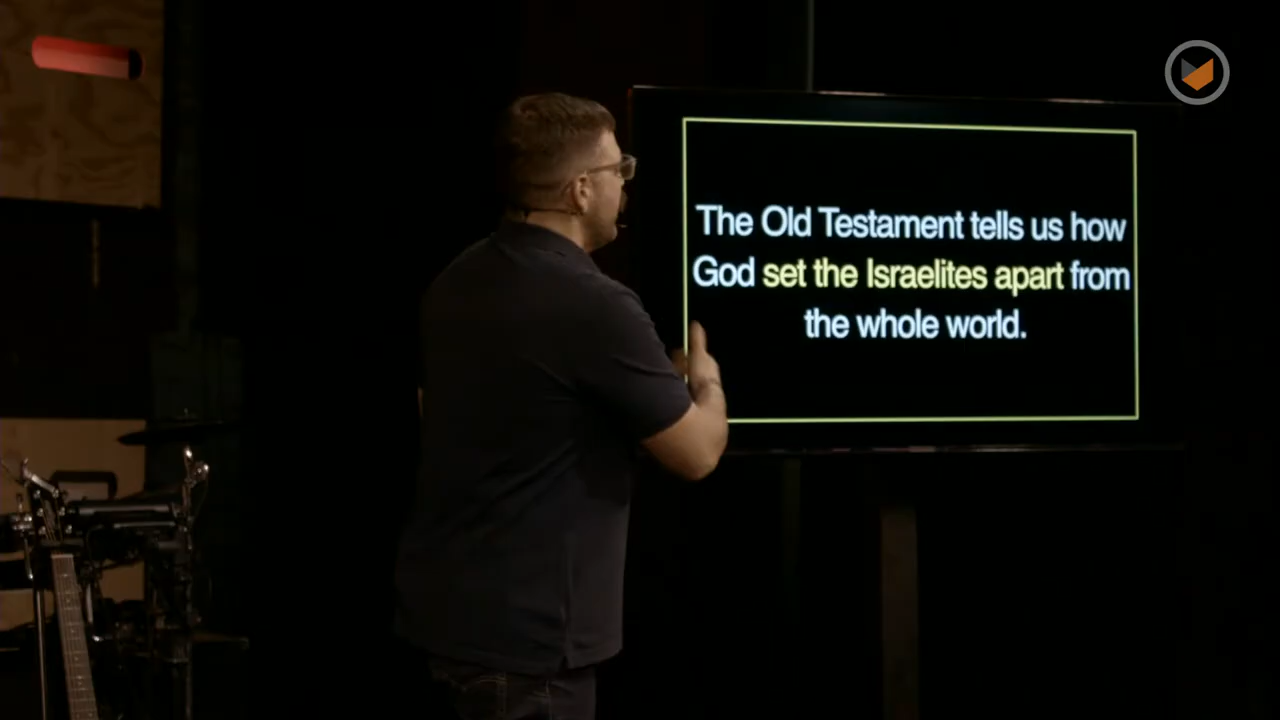 The Old Testament tells us how
God set the Israelites apart from
the whole world.